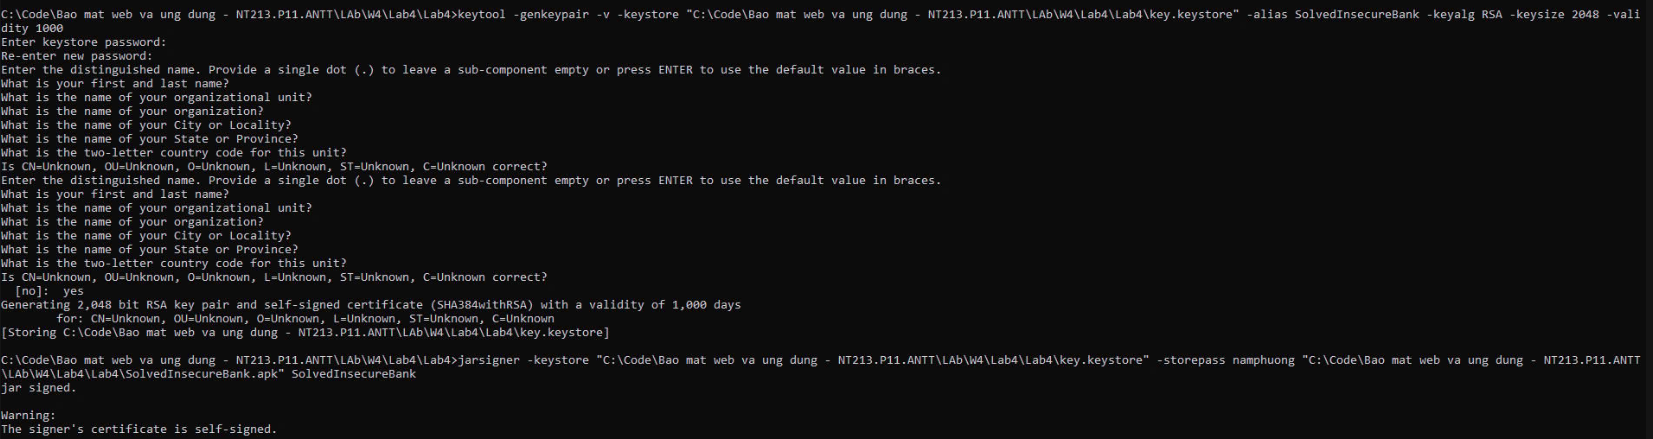 C:\Code\Bao mat web va ung dung - NT213.P11.ANTT\LAb\W4\Lab4\Lab4>keytool -genkeypair -v -keystore "C:\Code\Bao mat web va ung dung - NT213.P11.ANTT\LAb\W4\Lab4\Lab4\key.keystore" -alias SolvedInsecureBank -keyalg RSA -keysize 2048 -vali
dity 1000
Enter keystore password:
Re-enter new password:
Enter the distinguished name. Provide a single dot (.) to leave a sub-component empty or press ENTER to use the default value in braces.
What is your first and last name?
What is the name of your organizational unit?
What is the name of your organization?
What is the name of your City or Locality?
What is the name of your State or Province?
What is the two-letter country code for this unit?
Is CN=Unknown, OU=Unknown, O=Unknown, L=Unknown, ST=Unknown, C=Unknown correct?
Enter the distinguished name. Provide a single dot (.) to leave a sub-component empty or press ENTER to use the default value in braces.
What is your first and last name?
What is the name of your organizational unit?
What is the name of your organization?
What is the name of your City or Locality?
What is the name of your State or Province?
What is the two-letter country code for this unit?
Is CN=Unknown, OU=Unknown, O=Unknown, L=Unknown, ST=Unknown, C=Unknown correct?
  [no]:  yes
Generating 2,048 bit RSA key pair and self-signed certificate (SHA384withRSA) with a validity of 1,000 days
        for: CN=Unknown, OU=Unknown, O=Unknown, L=Unknown, ST=Unknown, C=Unknown
[Storing C:\Code\Bao mat web va ung dung - NT213.P11.ANTT\LAb\W4\Lab4\Lab4\key.keystore]
C:\Code\Bao mat web va ung dung - NT213.P11.ANTT\LAb\W4\Lab4\Lab4>jarsigner -keystore "C:\Code\Bao mat web va ung dung - NT213.P11.ANTT\LAb\W4\Lab4\Lab4\key.keystore" -storepass namphuong "C:\Code\Bao mat web va ung dung - NT213.P11.ANTT
\LAb\W4\Lab4\Lab4\SolvedInsecureBank.apk" SolvedInsecureBank
jar signed.
Warning:
The signer's certificate is self-signed.